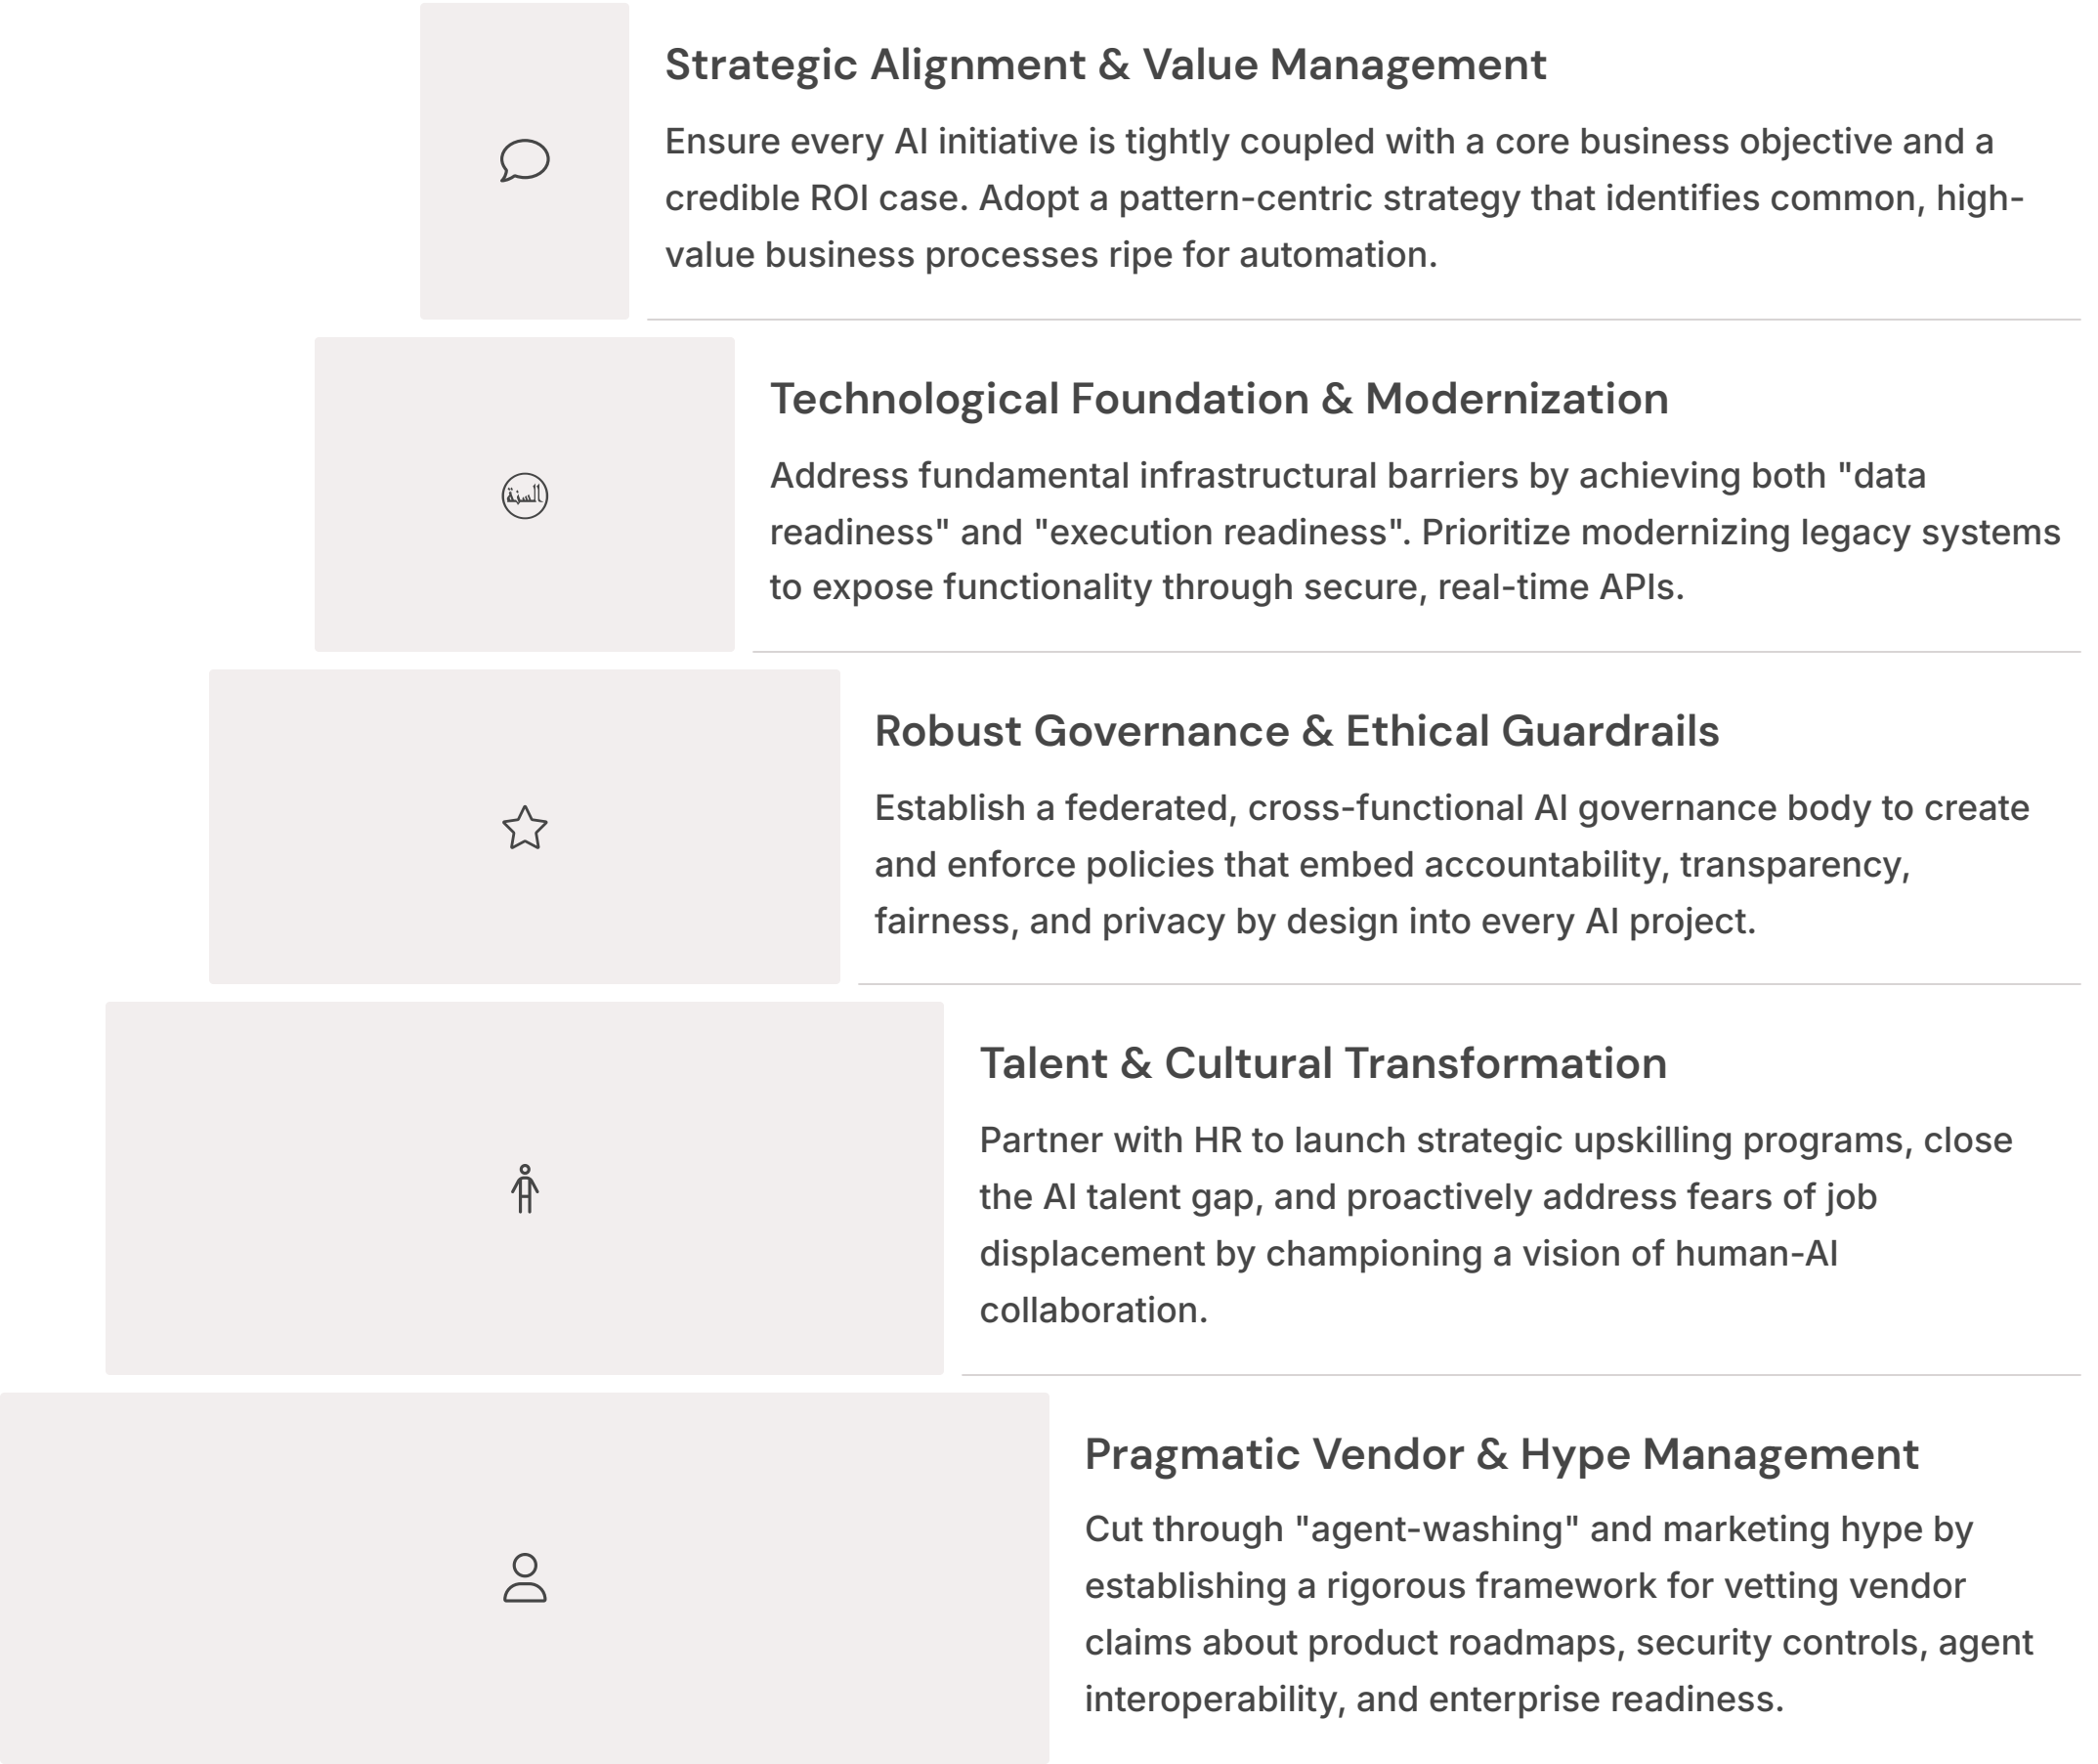 Strategic Alignment & Value Management
Ensure every AI initiative is tightly coupled with a core business objective and a
credible ROI case. Adopt a pattern-centric strategy that identifies common, high-
value business processes ripe for automation.
السنة
Technological Foundation & Modernization
Address fundamental infrastructural barriers by achieving both "data
readiness" and "execution readiness". Prioritize modernizing legacy systems
to expose functionality through secure, real-time APIs.
Robust Governance & Ethical Guardrails
Establish a federated, cross-functional AI governance body to create
and enforce policies that embed accountability, transparency,
fairness, and privacy by design into every AI project.
Talent & Cultural Transformation
Partner with HR to launch strategic upskilling programs, close
the AI talent gap, and proactively address fears of job
displacement by championing a vision of human-AI
collaboration.
Pragmatic Vendor & Hype Management
Cut through "agent-washing" and marketing hype by
establishing a rigorous framework for vetting vendor
claims about product roadmaps, security controls, agent
interoperability, and enterprise readiness.